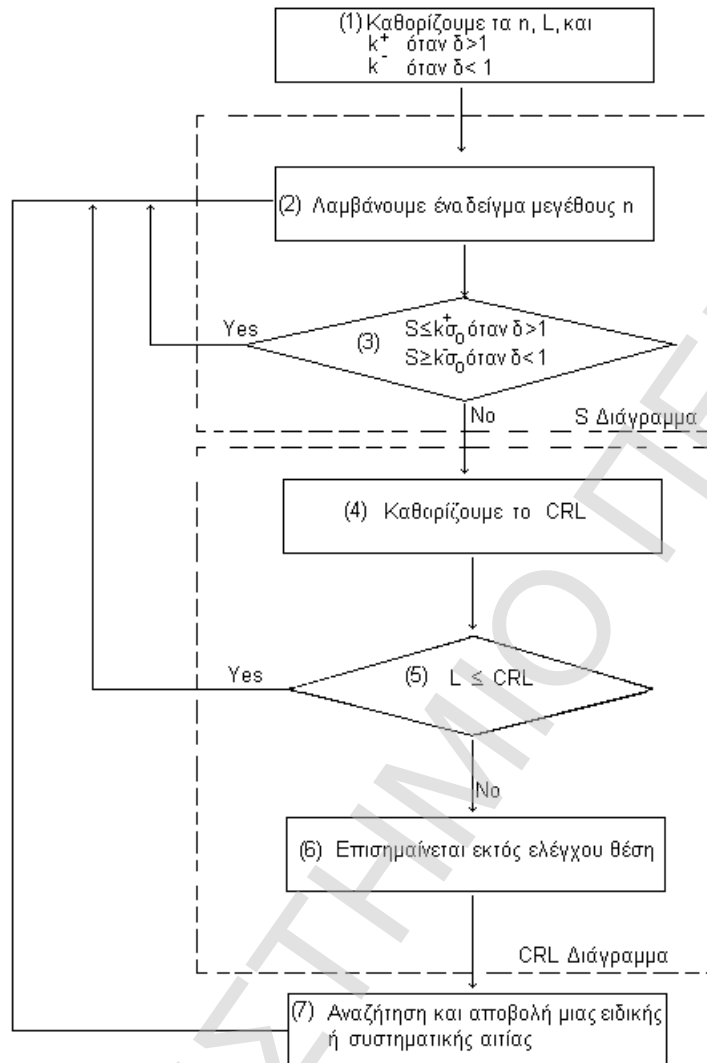 (1) Καθορίζουμε τα n, L, και
k⁺ όταν δ>1
k⁻ όταν δ< 1
(2) Λαμβάνουμε ένα δείγμα μεγέθους n
Yes
(3) S≤k⁺σ₀ όταν δ>1
S≥k⁻σ₀ όταν δ<1
No
S Διάγραμμα
(4) Καθορίζουμε το CRL
Yes
(5) L ≤ CRL
No
(6) Επισημαίνεται εκτός ελέγχου θέση
CRL Διάγραμμα
(7) Αναζήτηση και αποβολή μιας ειδικής
ή συστηματικής αιτίας